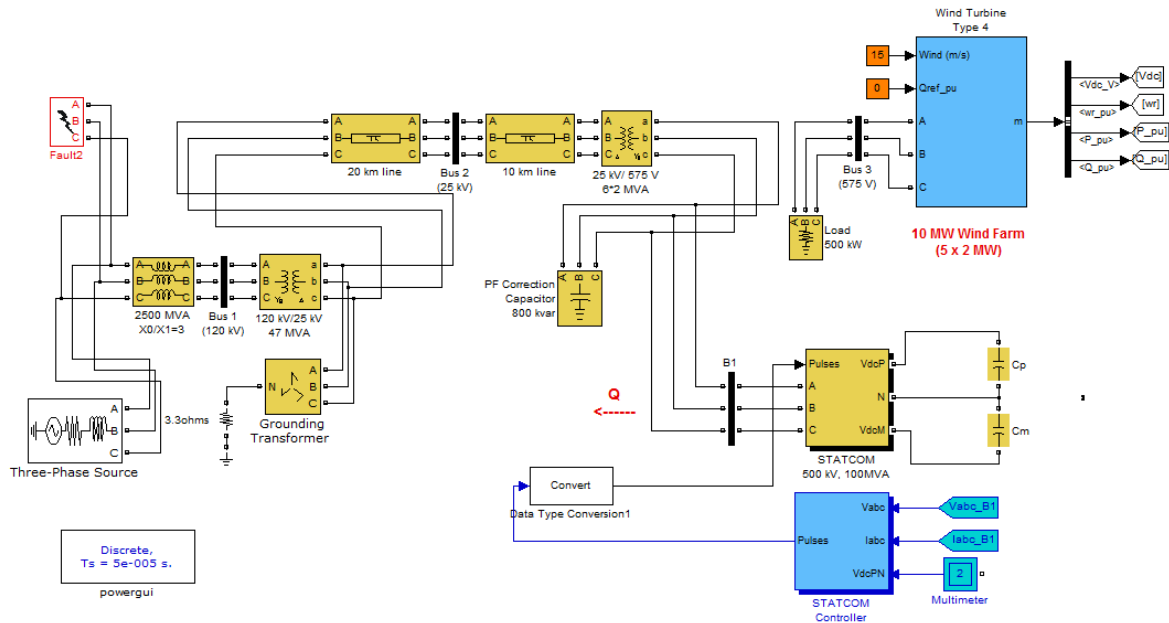 Wind Turbine
Type 4
15
Wind (m/s)
0
Qref_pu
A
B
C
m
<Vdc_V>
[Vdc]
<wr_pu>
[wr]
<P_pu>
[P_pu]
<Q_pu>
[Q_pu]
10 MW Wind Farm
(5 x 2 MW)
A
B
C
Fault2
A
B
C
A
B
C
20 km line
Bus 2
(25 kV)
A
B
C
A
B
C
10 km line
A
B
C
a
b
c
Yg
25 kV/ 575 V
6*2 MVA
Bus 3
(575 V)
A B C
Load
500 kW
A
B
C
A
B
C
2500 MVA
X0/X1=3
Bus 1
(120 kV)
A
B
C
a
b
c
Yg
120 kV/25 kV
47 MVA
A B C
PF Correction
Capacitor
800 kvar
N
A
B
C
3.3ohms
Grounding
Transformer
A
B
C
Three-Phase Source
Q
<------
B1
Pulses
A
B
C
VdcP
N
VdcM
STATCOM
500 kV, 100MVA
Cp
Cm
Convert
Data Type Conversion1
Pulses
Vabc
Iabc
VdcPN
STATCOM
Controller
Vabc_B1
Iabc_B1
2
Multimeter
Discrete,
Ts = 5e-005 s.
powergui